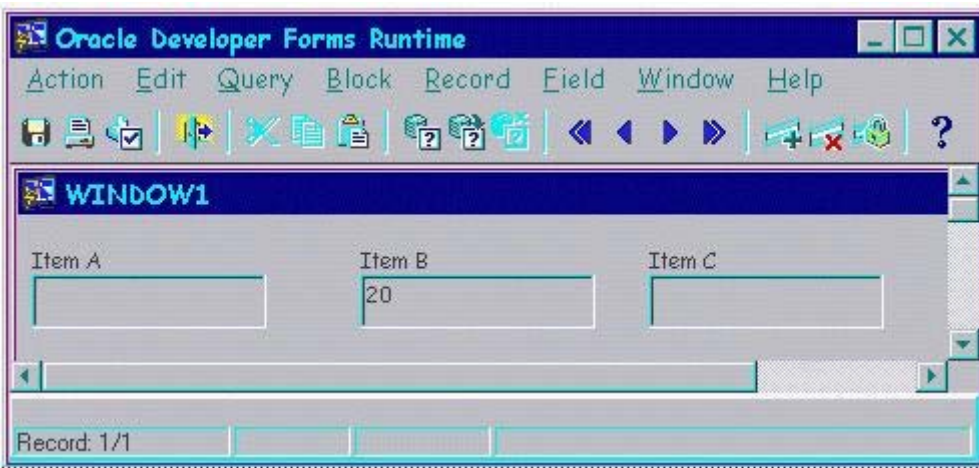 Oracle Developer Forms Runtime
Action Edit Query Block Record Field Window Help
?
WINDOW1
Item A Item B Item C
20
Record: 1/1